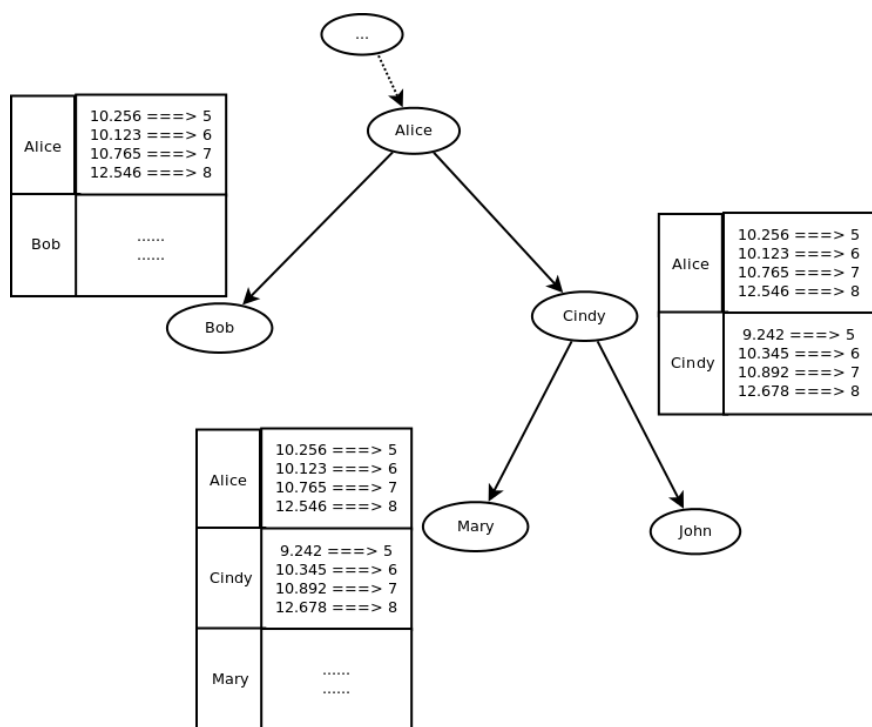 ...
Alice
Alice
10.256 ===> 5
10.123 ===> 6
10.765 ===> 7
12.546 ===> 8
Bob
......
......
Bob
Cindy
Alice
10.256 ===> 5
10.123 ===> 6
10.765 ===> 7
12.546 ===> 8
Cindy
9.242 ===> 5
10.345 ===> 6
10.892 ===> 7
12.678 ===> 8
Alice
10.256 ===> 5
10.123 ===> 6
10.765 ===> 7
12.546 ===> 8
Cindy
9.242 ===> 5
10.345 ===> 6
10.892 ===> 7
12.678 ===> 8
Mary
......
......
Mary
John